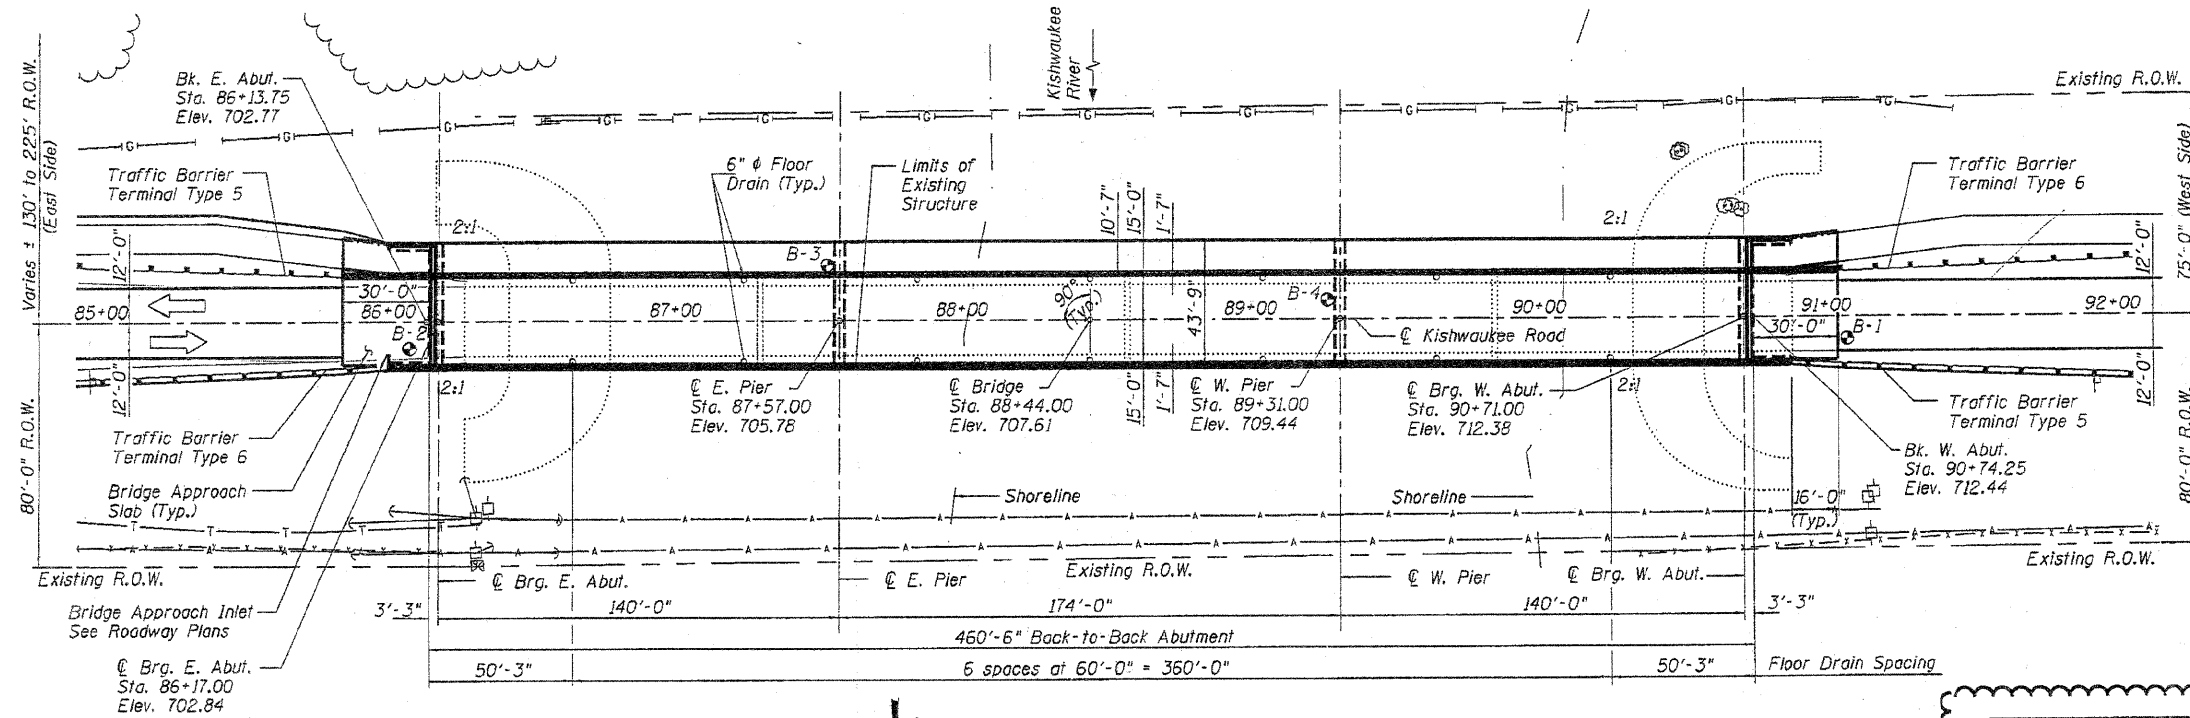 Kishwaukee
River
Existing R.O.W.
Varies ± 130' to 225' R.O.W.
(East Side)
75'-0" (West Side)
Bk. E. Abut.
Sta. 86+13.75
Elev. 702.77
G G G G G G G G G G G
Traffic Barrier
Terminal Type 5
6" ϕ Floor
Drain (Typ.)
Limits of
Existing
Structure
10'-7"
15'-0"
1'-7"
Traffic Barrier
Terminal Type 6
2:1
2:1
12'-0"
B-3
12'-0"
30'-0"
85+00
86+00
87+00
88+00
90°
(Typ.)
43'-9"
89+00
B-4
90+00
91+00
92+00
30'-0"
B-1
B-2
℄ Kishwaukee Road
12'-0"
2:1
15'-0"
1'-7"
2:1
12'-0"
℄ E. Pier
Sta. 87+57.00
Elev. 705.78
℄ Bridge
Sta. 88+44.00
Elev. 707.61
℄ W. Pier
Sta. 89+31.00
Elev. 709.44
℄ Brg. W. Abut.
Sta. 90+71.00
Elev. 712.38
Traffic Barrier
Terminal Type 5
80'-0" R.O.W.
80'-0" R.O.W.
Traffic Barrier
Terminal Type 6
Bk. W. Abut.
Sta. 90+74.25
Elev. 712.44
Bridge Approach
Slab (Typ.)
Shoreline
Shoreline
16'-0"
(Typ.)
Existing R.O.W.
℄ Brg. E. Abut.
℄ E. Pier
Existing R.O.W.
℄ W. Pier
℄ Brg. W. Abut.
Existing R.O.W.
Bridge Approach Inlet
See Roadway Plans
3'-3"
140'-0"
174'-0"
140'-0"
3'-3"
460'-6" Back-to-Back Abutment
℄ Brg. E. Abut.
Sta. 86+17.00
Elev. 702.84
50'-3"
6 spaces at 60'-0" = 360'-0"
50'-3"
Floor Drain Spacing